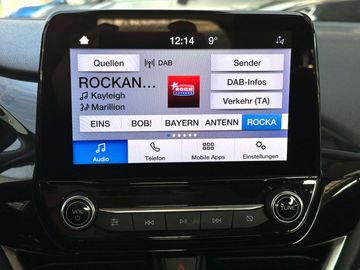 12:14 9°
Quellen DAB Sender
ROCKAN... DAB-Infos
Kayleigh
Marillion Verkehr (TA)
EINS BOB! BAYERN ANTENN ROCKA
Audio Telefon Mobile Apps Einstellungen
VOL TUNE